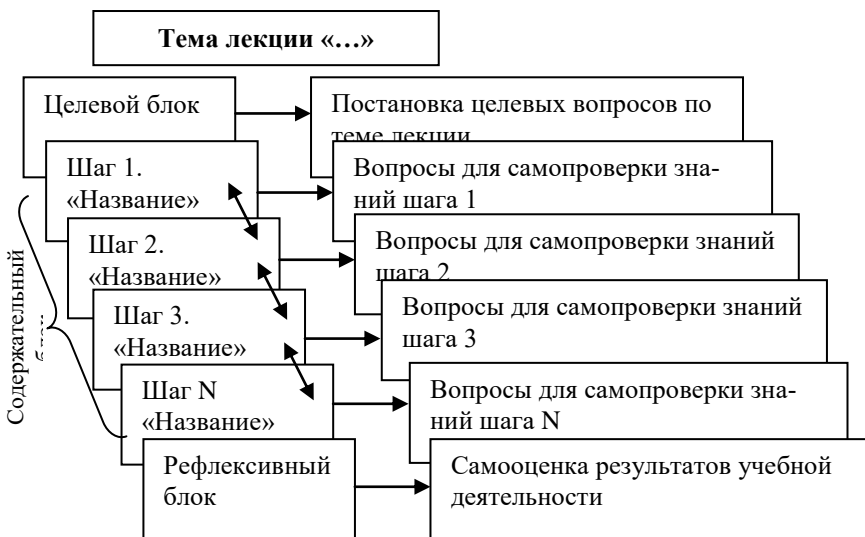 Тема лекции «…»
Целевой блок
Постановка целевых вопросов по
теме лекции
Шаг 1.
«Название»
Вопросы для самопроверки зна-
ний шага 1
Шаг 2.
«Название»
Вопросы для самопроверки знаний
шага 2
Шаг 3.
«Название»
Вопросы для самопроверки знаний
шага 3
Шаг N
«Название»
Вопросы для самопроверки зна-
ний шага N
Рефлексивный
блок
Самооценка результатов учебной
деятельности
Содержательный